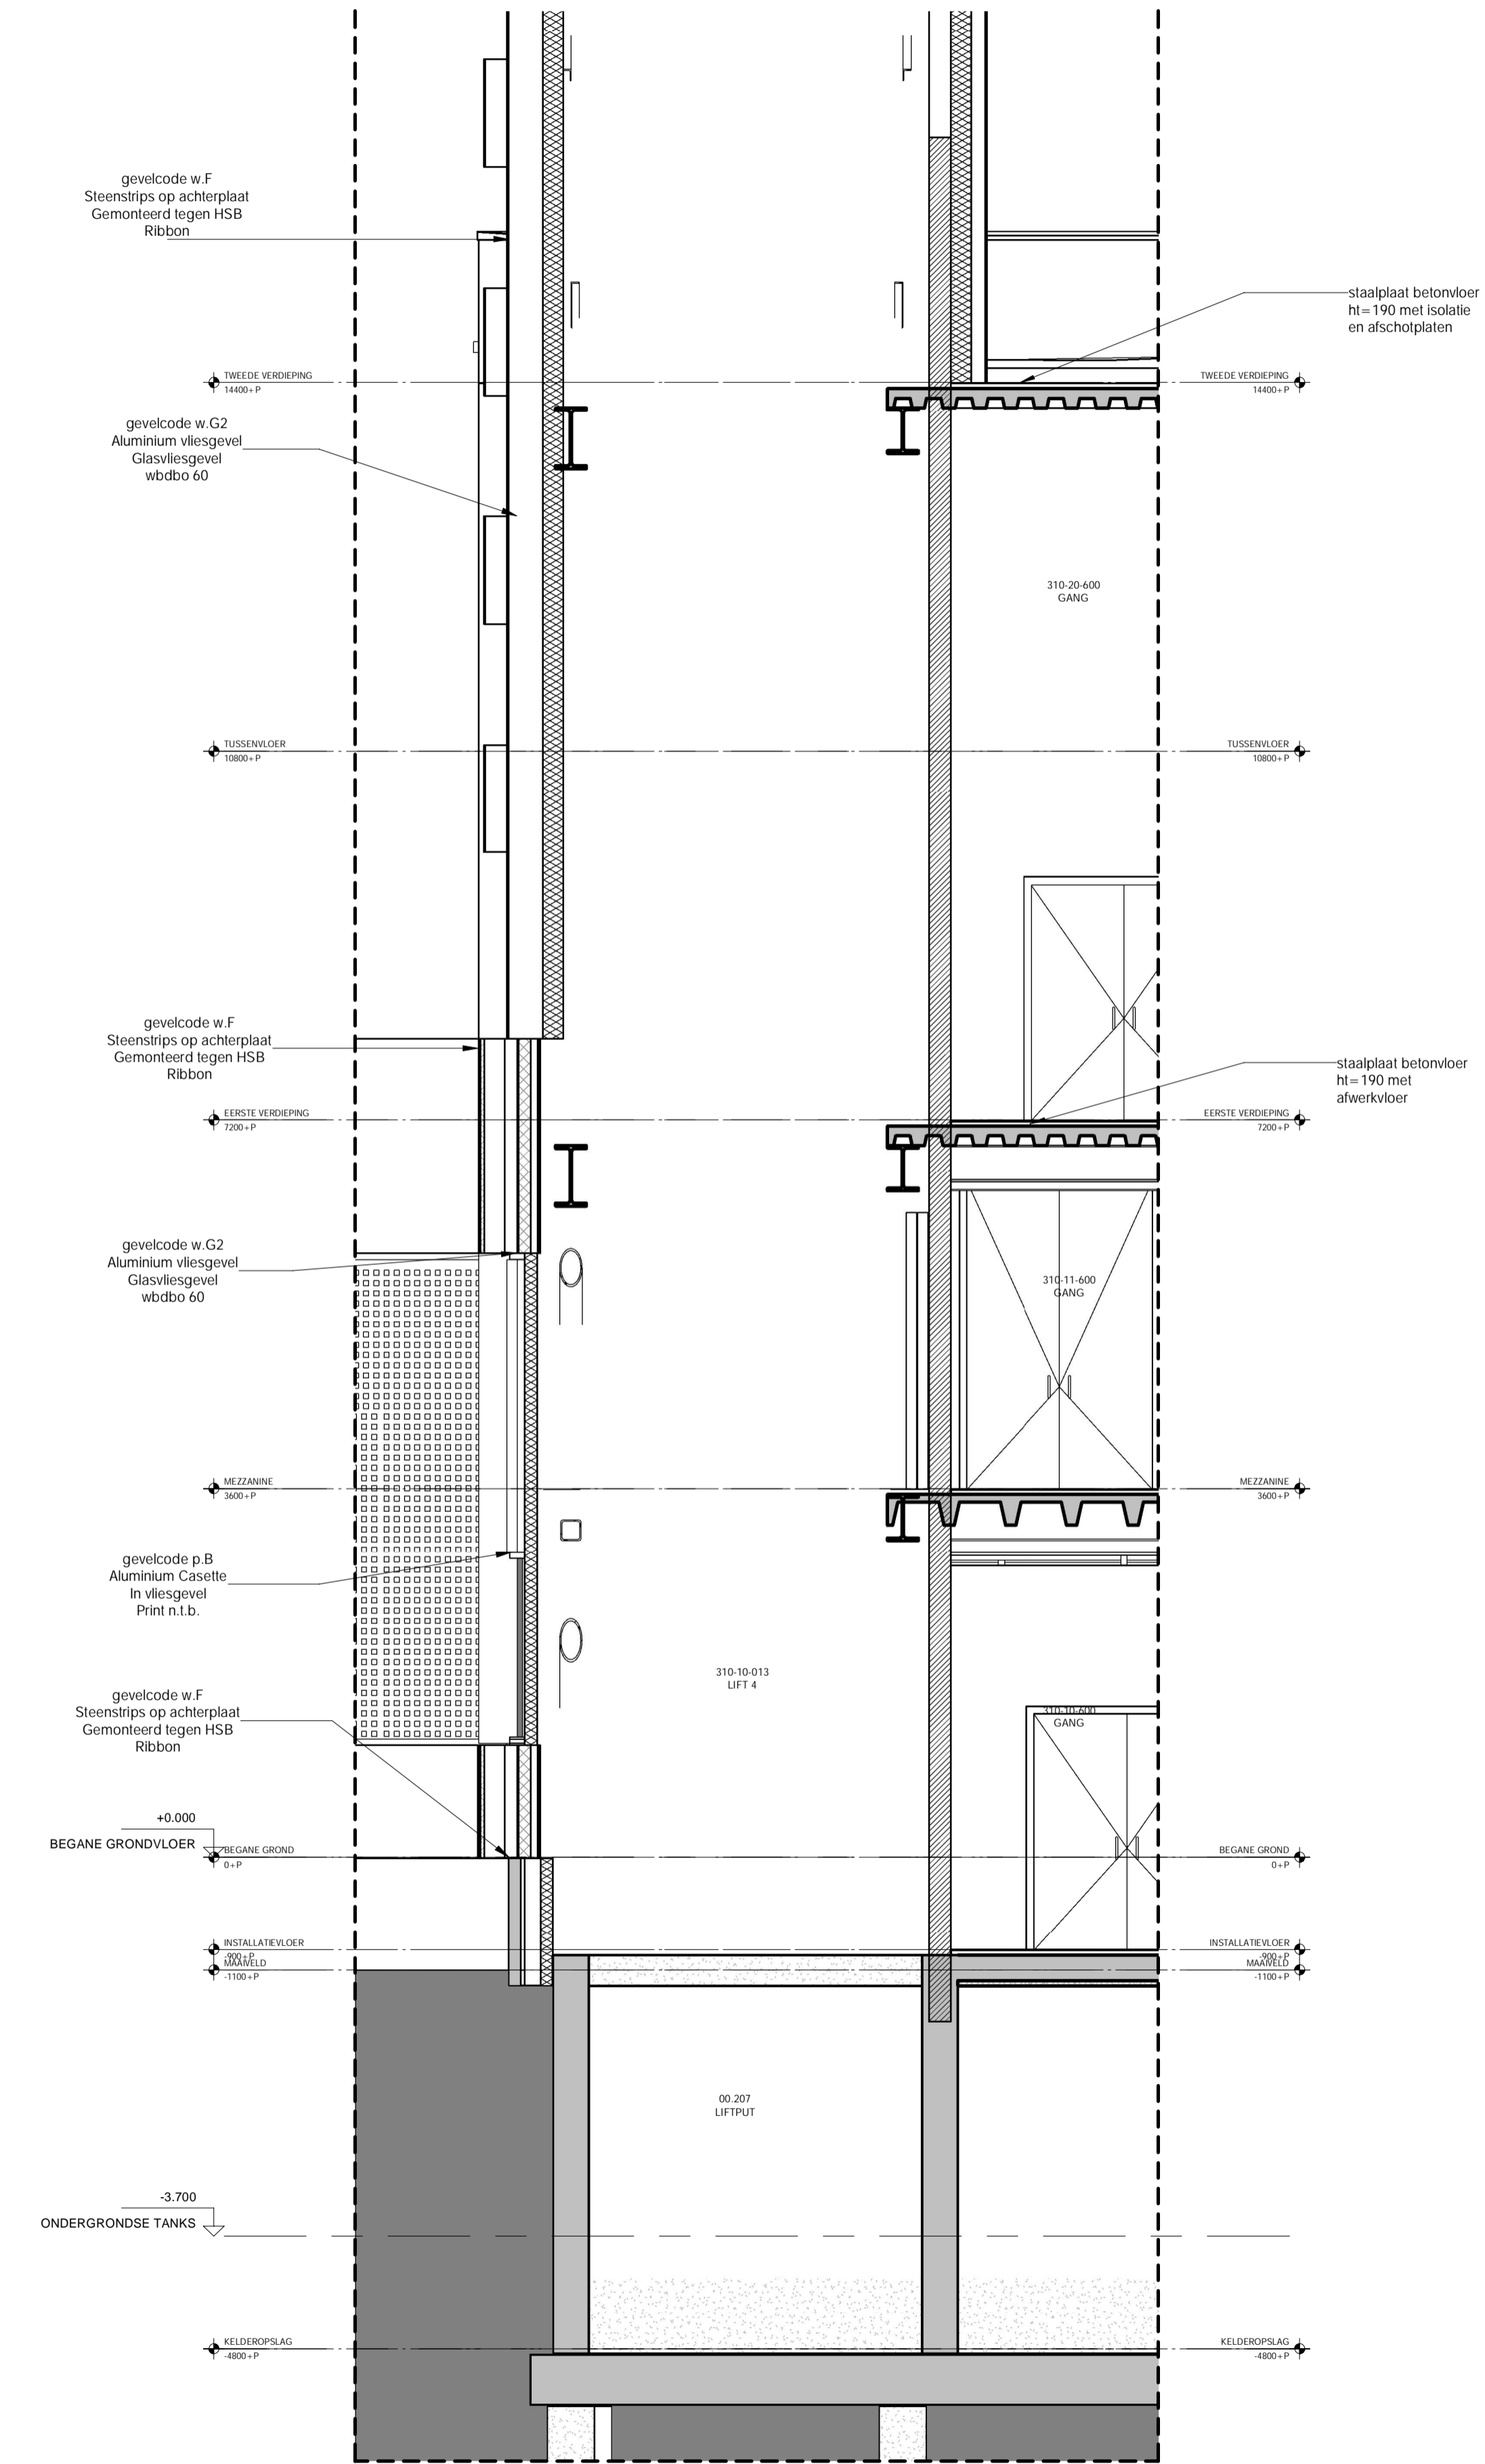 gevelcode w.F
Steenstrips op achterplaat
Gemonteerd tegen HSB
Ribbon
staalplaat betonvloer
ht=190 met isolatie
en afschotplaten
TWEEDE VERDIEPING
14400+P
TWEEDE VERDIEPING
14400+P
gevelcode w.G2
Aluminium vliesgevel
Glasvliesgevel
wbdbo 60
310-20-600
GANG
TUSSENVLOER
10800+P
TUSSENVLOER
10800+P
gevelcode w.F
Steenstrips op achterplaat
Gemonteerd tegen HSB
Ribbon
staalplaat betonvloer
ht=190 met
afwerkvloer
EERSTE VERDIEPING
7200+P
EERSTE VERDIEPING
7200+P
gevelcode w.G2
Aluminium vliesgevel
Glasvliesgevel
wbdbo 60
310-11-600
GANG
MEZZANINE
3600+P
MEZZANINE
3600+P
gevelcode p.B
Aluminium Casette
In vliesgevel
Print n.t.b.
310-10-013
LIFT 4
gevelcode w.F
Steenstrips op achterplaat
Gemonteerd tegen HSB
Ribbon
310-10-600
GANG
+0.000
BEGANE GRONDVLOER
BEGANE GROND
0+P
BEGANE GROND
0+P
INSTALLATIEVLOER
-900+P
MAAIVELD
-1100+P
INSTALLATIEVLOER
-900+P
MAAIVELD
-1100+P
00.207
LIFTPUT
-3.700
ONDERGRONDSE TANKS
KELDEROPSLAG
-4800+P
KELDEROPSLAG
-4800+P